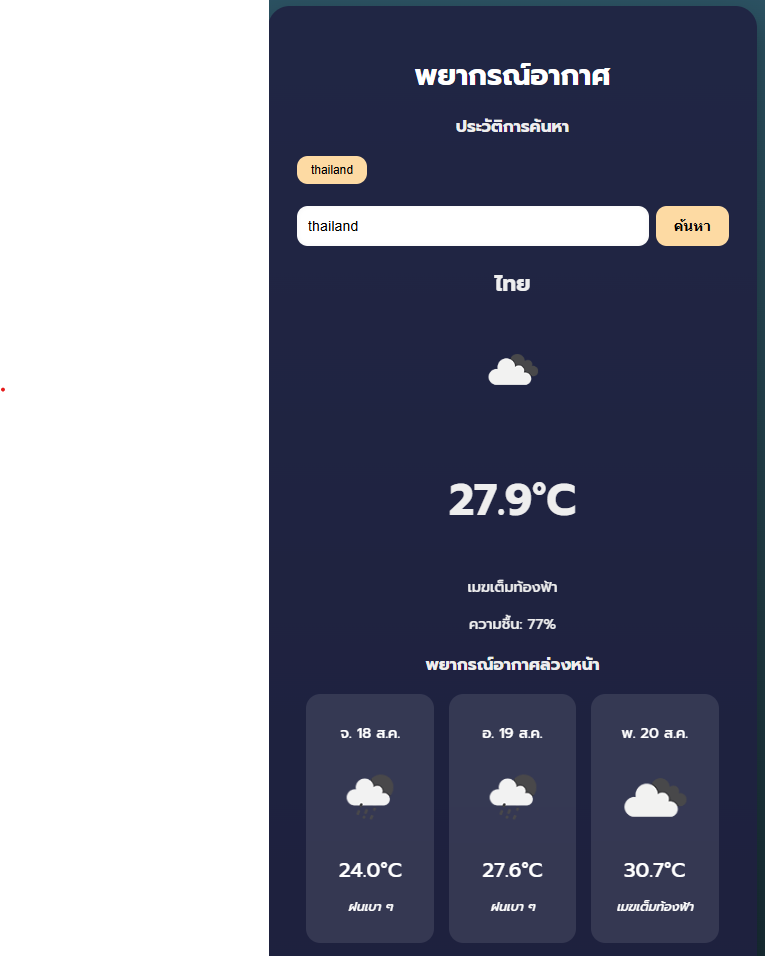 พยากรณ์อากาศ
ประวัติการค้นหา
thailand
thailand ค้นหา
ไทย
27.9°C
เมฆเต็มท้องฟ้า
ความชื้น: 77%
พยากรณ์อากาศล่วงหน้า
จ. 18 ส.ค. อ. 19 ส.ค. พ. 20 ส.ค.
24.0°C 27.6°C 30.7°C
ฝนเบา ๆ ฝนเบา ๆ เมฆเต็มท้องฟ้า